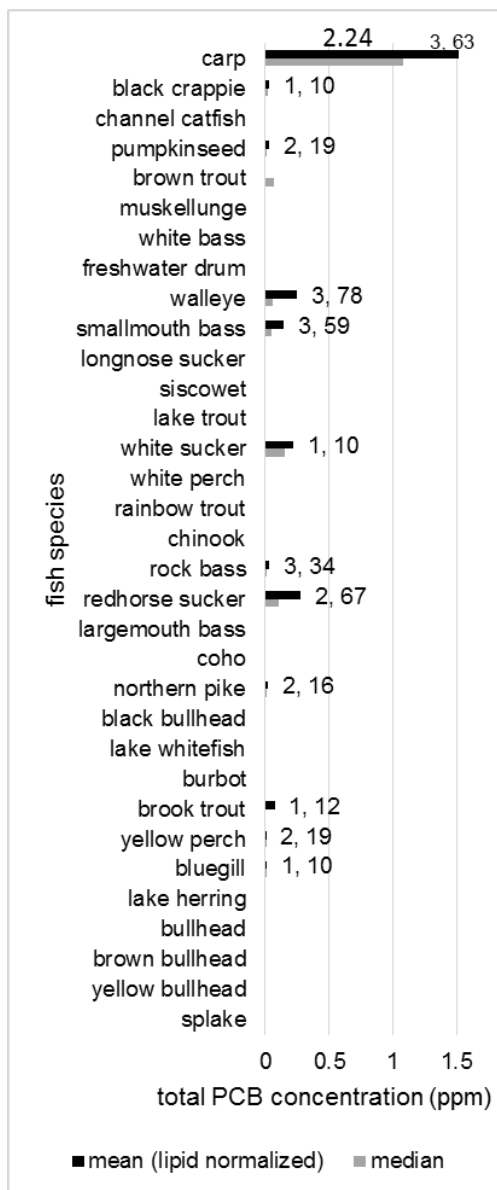 2.24
carp 3, 63
black crappie 1, 10
channel catfish
pumpkinseed 2, 19
brown trout
muskellunge
white bass
freshwater drum
walleye 3, 78
smallmouth bass 3, 59
longnose sucker
siscowet
lake trout
white sucker 1, 10
white perch
rainbow trout
chinook
rock bass 3, 34
redhorse sucker 2, 67
largemouth bass
coho
northern pike 2, 16
black bullhead
lake whitefish
burbot
brook trout 1, 12
yellow perch 2, 19
bluegill 1, 10
lake herring
bullhead
brown bullhead
yellow bullhead
splake
fish species
0 0.5 1 1.5
total PCB concentration (ppm)
mean (lipid normalized) median